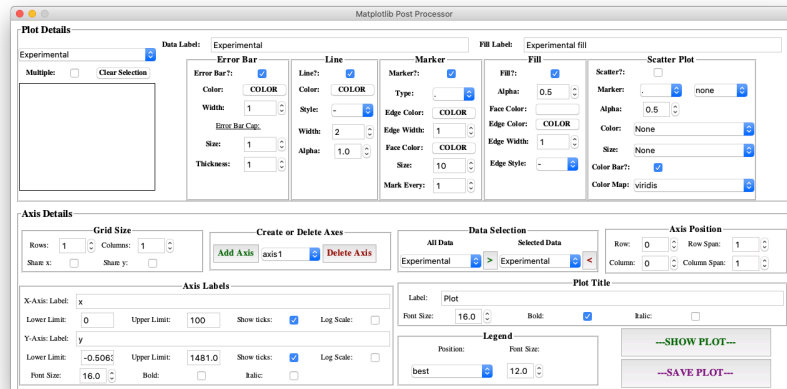 Matplotlib Post Processor
Plot Details
Experimental
Data Label: Experimental
Fill Label: Experimental fill
Multiple: Clear Selection
Error Bar
Error Bar?:
Color: COLOR
Width: 1
Error Bar Cap:
Size: 1
Thickness: 1
Line
Line?:
Color: COLOR
Style: -
Width: 2
Alpha: 1.0
Marker
Marker?:
Type: .
Edge Color: COLOR
Edge Width: 1
Face Color: COLOR
Size: 10
Mark Every: 1
Fill
Fill?:
Alpha: 0.5
Face Color:
Edge Color: COLOR
Edge Width: 1
Edge Style: -
Scatter Plot
Scatter?:
Marker: . none
Alpha: 0.5
Color: None
Size: None
Color Bar?:
Color Map: viridis
Axis Details
Grid Size
Rows: 1 Columns: 1
Share x: Share y:
Create or Delete Axes
Add Axis axis1 Delete Axis
Data Selection
All Data Selected Data
Experimental > Experimental <
Axis Position
Row: 0 Row Span: 1
Column: 0 Column Span: 1
Axis Labels
X-Axis: Label: x
Lower Limit: 0 Upper Limit: 100 Show ticks: Log Scale:
Y-Axis: Label: y
Lower Limit: -0.506 Upper Limit: 1481.0 Show ticks: Log Scale:
Font Size: 16.0 Bold: Italic:
Plot Title
Label: Plot
Font Size: 16.0 Bold: Italic:
Legend
Position: Font Size:
best 12.0
---SHOW PLOT---
---SAVE PLOT---